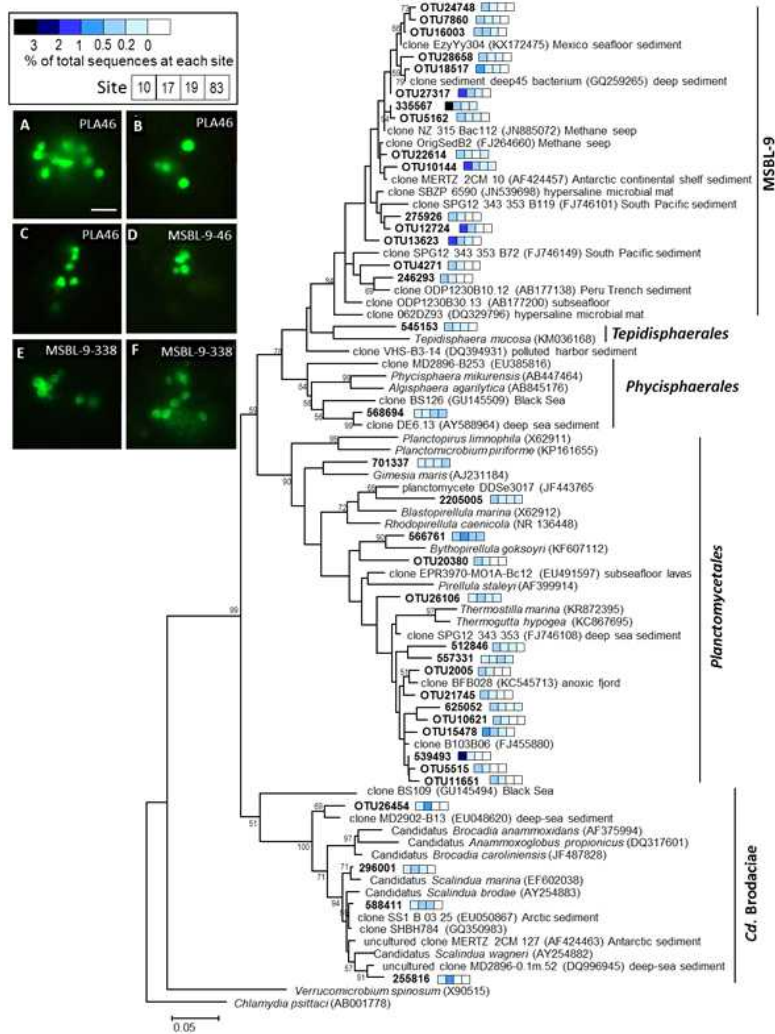 3 2 1 0.5 0.2 0
% of total sequences at each site
Site 10 17 19 83
A PLA46
B PLA46
C PLA46
D MSBL-9-46
E MSBL-9-338
F MSBL-9-338
OTU24748
OTU7860
OTU16003
clone EzyYy304 (KX172475) Mexico seafloor sediment
OTU28658
OTU18517
clone sediment deep45 bacterium (GQ259265) deep sediment
OTU27317
335567
OTU5162
clone NZ 315 Bac112 (JN885072) Methane seep
clone OrigSedB2 (FJ264660) Methane seep
OTU22614
OTU10144
clone MERTZ 2CM 10 (AF424457) Antarctic continental shelf sediment
clone SBZP 6590 (JN539698) hypersaline microbial mat
clone SPG12 343 353 B119 (FJ746101) South Pacific sediment
275926
OTU12724
OTU13623
clone SPG12 343 353 B72 (FJ746149) South Pacific sediment
OTU4271
246293
clone ODP1230B10.12 (AB177138) Peru Trench sediment
clone ODP1230B30.13 (AB177200) subseafloor
clone 062DZ93 (DQ329796) hypersaline microbial mat
MSBL-9
545153
Tepidisphaera mucosa (KM036168)
Tepidisphaerales
clone VHS-B3-14 (DQ394931) polluted harbor sediment
clone MD2896-B253 (EU385816)
Phycisphaera mikurensis (AB447464)
Algisphaera agarilytica (AB845176)
clone BS126 (GU145509) Black Sea
568694
clone DE6.13 (AY588964) deep sea sediment
Phycisphaerales
Planctopirus limnophila (X62911)
Planctomicrobium piriforme (KP161655)
701337
Gimesia maris (AJ231184)
planctomycete DDSe3017 (JF443765
2205005
Blastopirellula marina (X62912)
Rhodopirellula caenicola (NR 136448)
566761
Bythopirellula goksoyri (KF607112)
OTU20380
clone EPR3970-MO1A-Bc12 (EU491597) subseafloor lavas
Pirellula staleyi (AF399914)
OTU26106
Thermostilla marina (KR872395)
Thermogutta hypogea (KC867695)
clone SPG12 343 353 (FJ746108) deep sea sediment
512846
557331
OTU2005
clone BFB028 (KC545713) anoxic fjord
OTU21745
625052
OTU10621
OTU15478
clone B103B06 (FJ455880)
539493
OTU5515
OTU11651
Planctomycetales
clone BS109 (GU145494) Black Sea
OTU26454
clone MD2902-B13 (EU048620) deep-sea sediment
Candidatus Brocadia anammoxidans (AF375994)
Candidatus Anammoxoglobus propionicus (DQ317601)
Candidatus Brocadia caroliniensis (JF487828)
296001
Candidatus Scalindua marina (EF602038)
Candidatus Scalindua brodae (AY254883)
588411
clone SS1 B 03 25 (EU050867) Arctic sediment
clone SHBH784 (GQ350983)
uncultured clone MERTZ 2CM 127 (AF424463) Antarctic sediment
Candidatus Scalindua wagneri (AY254882)
uncultured clone MD2896-0.1m.52 (DQ996945) deep-sea sediment
255816
Cd. Brodaciae
Verrucomicrobium spinosum (X90515)
Chlamydia psittaci (AB001778)
0.05